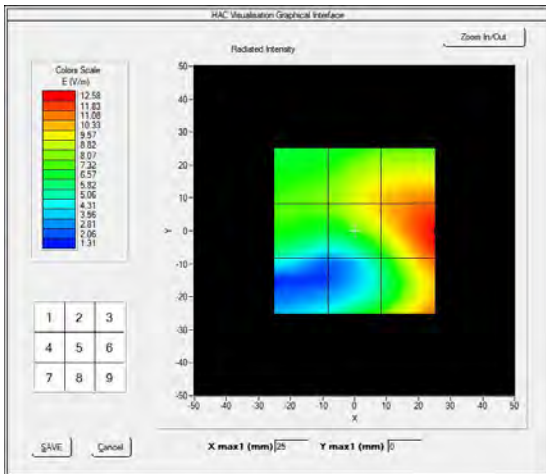 HAC Visualisation Graphical Interface
Zoom In/Out
Radiated Intensity
Colors Scale
E (V/m)
12.58
11.83
11.08
10.33
9.57
8.82
8.07
7.32
6.57
5.82
5.06
4.31
3.56
2.81
2.06
1.31
50
40
30
20
10
Y
0
-10
-20
-30
-40
-50
-50 -40 -30 -20 -10 0 10 20 30 40 50
X
1 2 3
4 5 6
7 8 9
SAVE Cancel X max1 (mm) 25 Y max1 (mm) 0